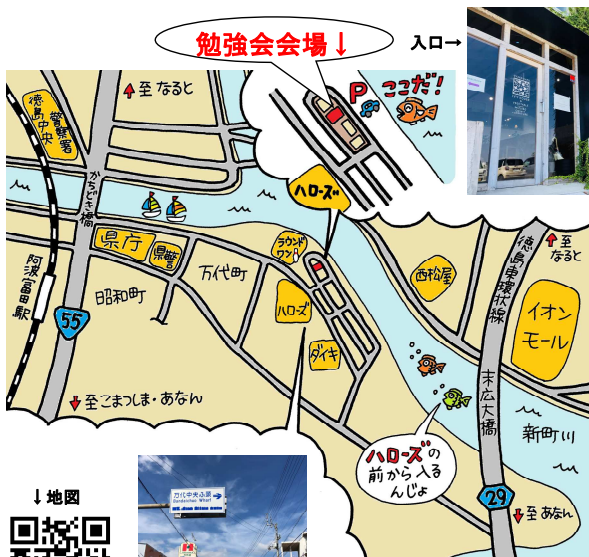 勉強会会場↓
入口→
至なると
P ここだ!
徳島中央
警察署
かちどき橋
ハローズ
県庁
県警
ラウンド
ワン
万代町
昭和町
阿波富田駅
55
ハローズ
ダイキ
西松屋
徳島東環状線
至
なると
イオン
モール
至こまつしま・あなん
末広大橋
新町川
ハローズの
前から入る
んじょ
29
至あなん
↓地図
万代中央ふ頭→
Bandaichuo Wharf